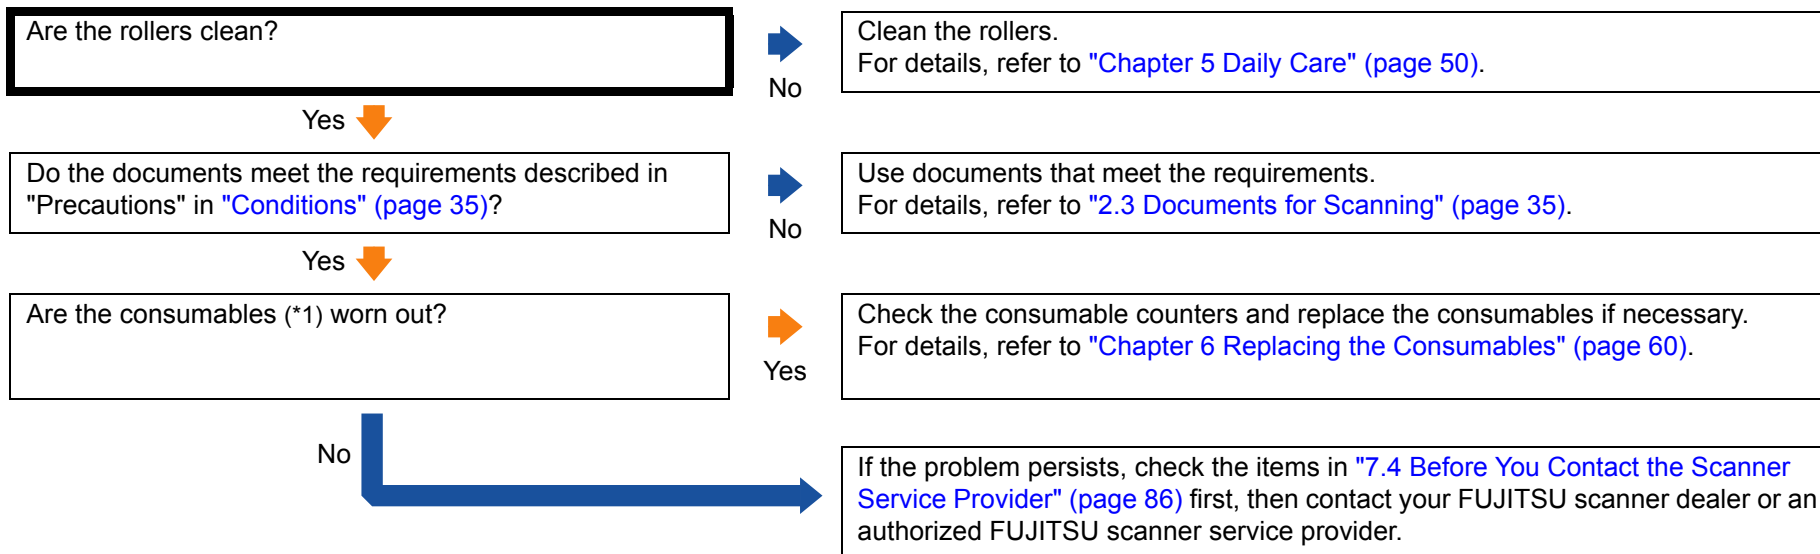 Are the rollers clean?
No
Clean the rollers.
For details, refer to "Chapter 5 Daily Care" (page 50).
Yes
Do the documents meet the requirements described in
"Precautions" in "Conditions" (page 35)?
No
Use documents that meet the requirements.
For details, refer to "2.3 Documents for Scanning" (page 35).
Yes
Are the consumables (*1) worn out?
Yes
Check the consumable counters and replace the consumables if necessary.
For details, refer to "Chapter 6 Replacing the Consumables" (page 60).
No
If the problem persists, check the items in "7.4 Before You Contact the Scanner
Service Provider" (page 86) first, then contact your FUJITSU scanner dealer or an
authorized FUJITSU scanner service provider.